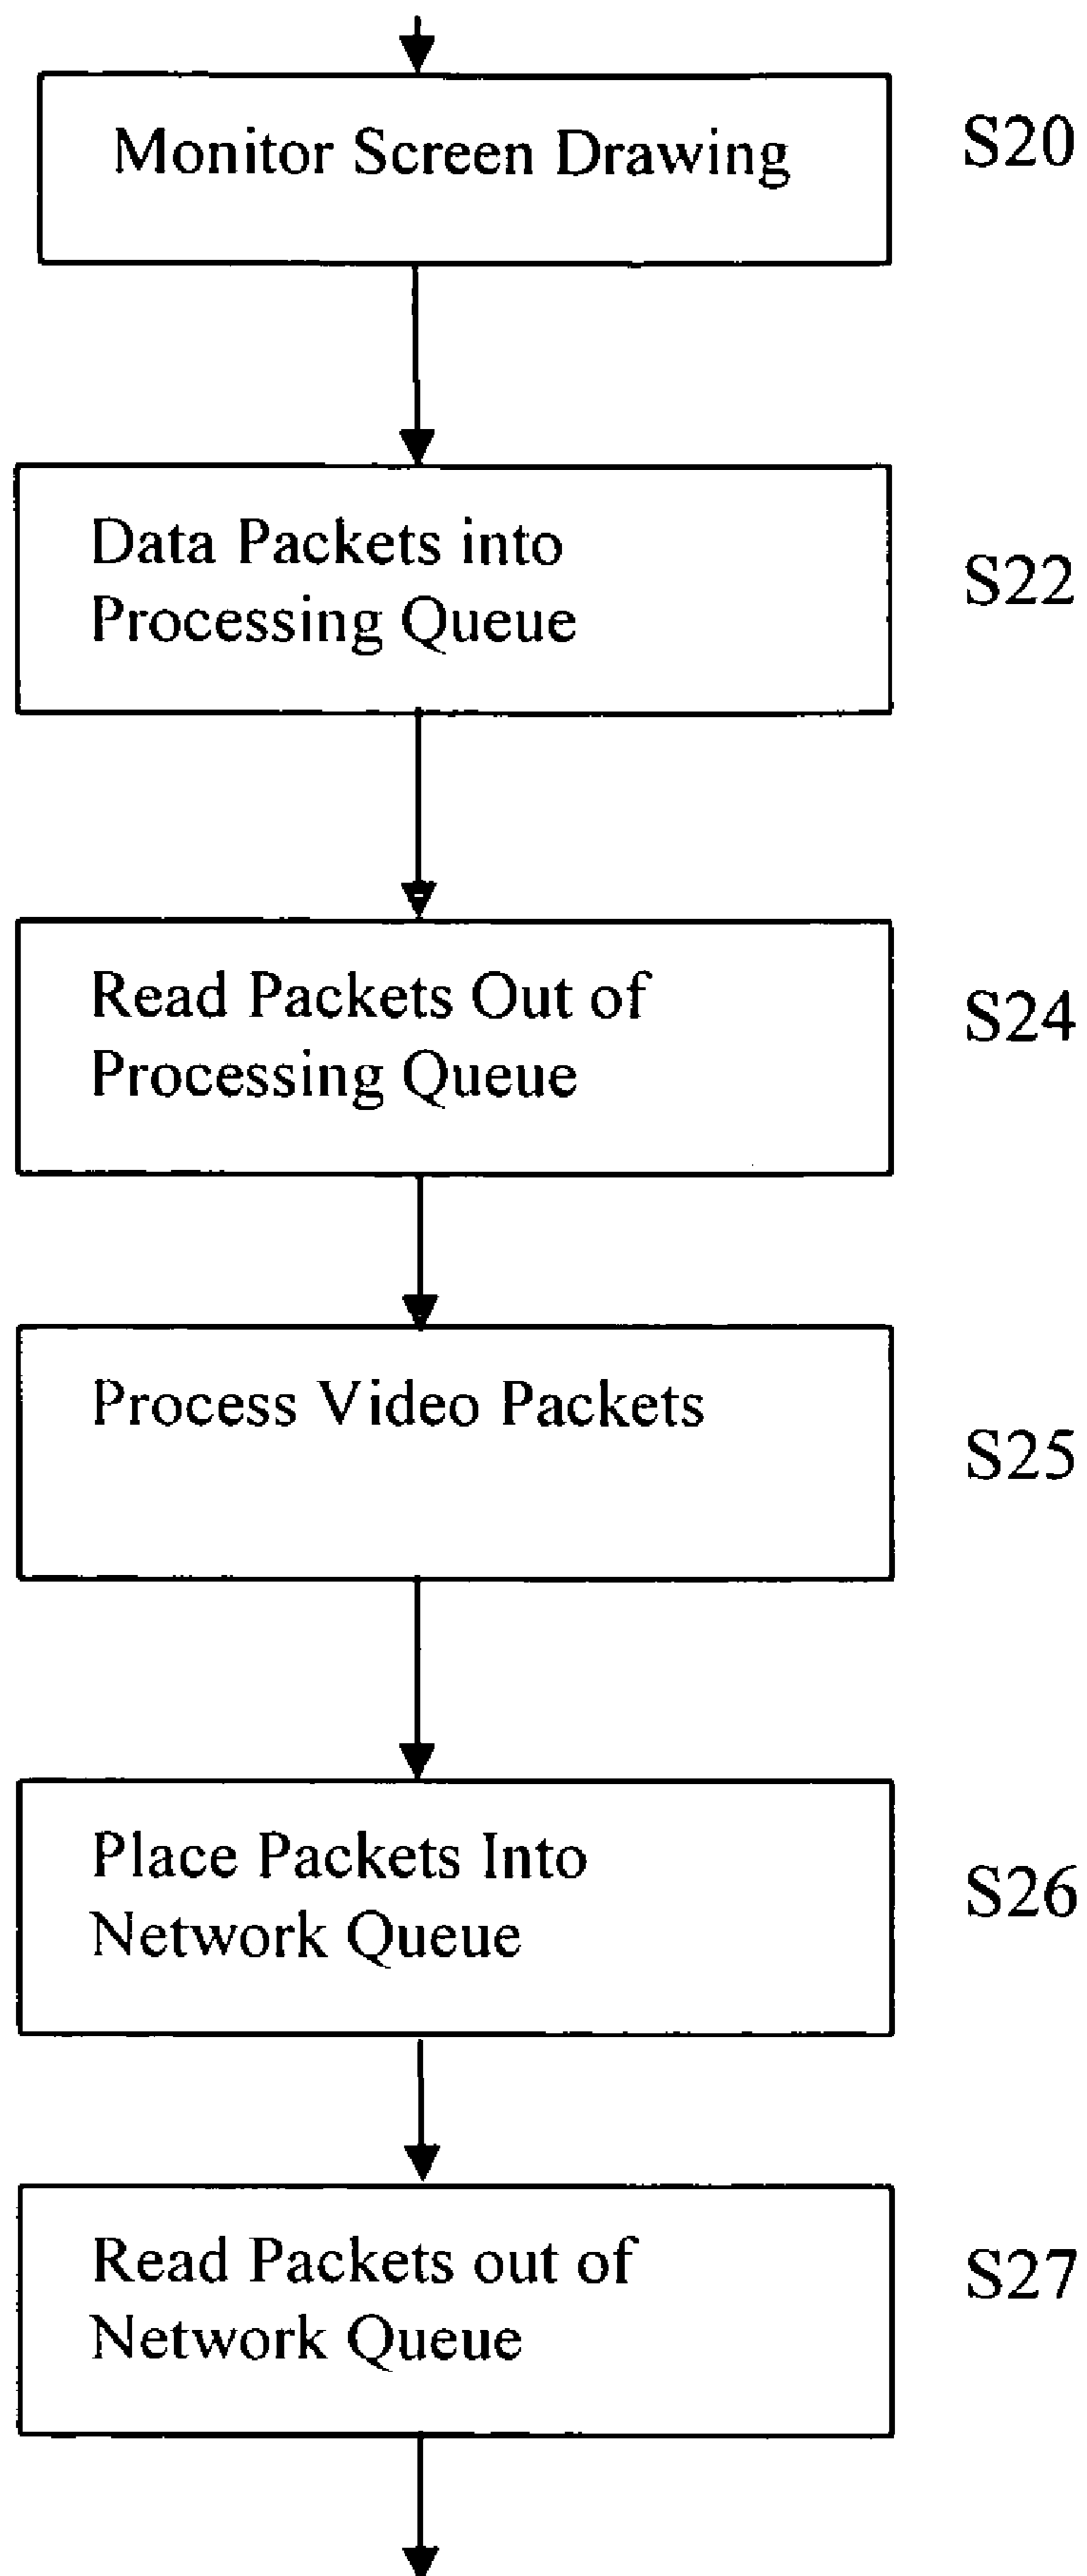 Monitor Screen Drawing
S20
Data Packets into
Processing Queue
S22
Read Packets Out of
Processing Queue
S24
Process Video Packets
S25
Place Packets Into
Network Queue
S26
Read Packets out of
Network Queue
S27